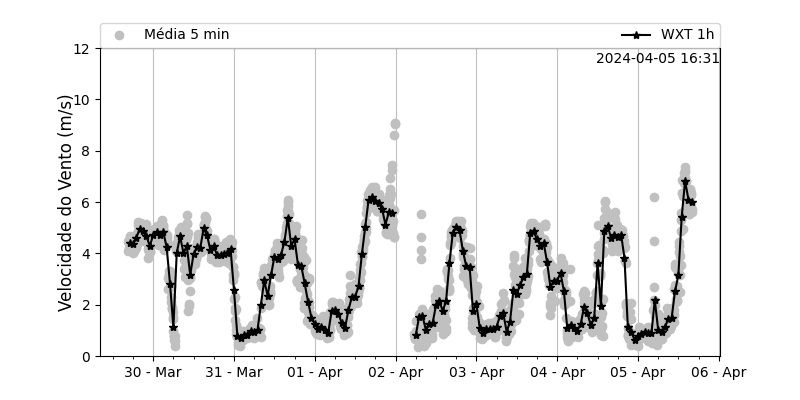 Média 5 min
WXT 1h
2024-04-05 16:31
Velocidade do Vento (m/s)
12
10
8
6
4
2
0
30 - Mar
31 - Mar
01 - Apr
02 - Apr
03 - Apr
04 - Apr
05 - Apr
06 - Apr